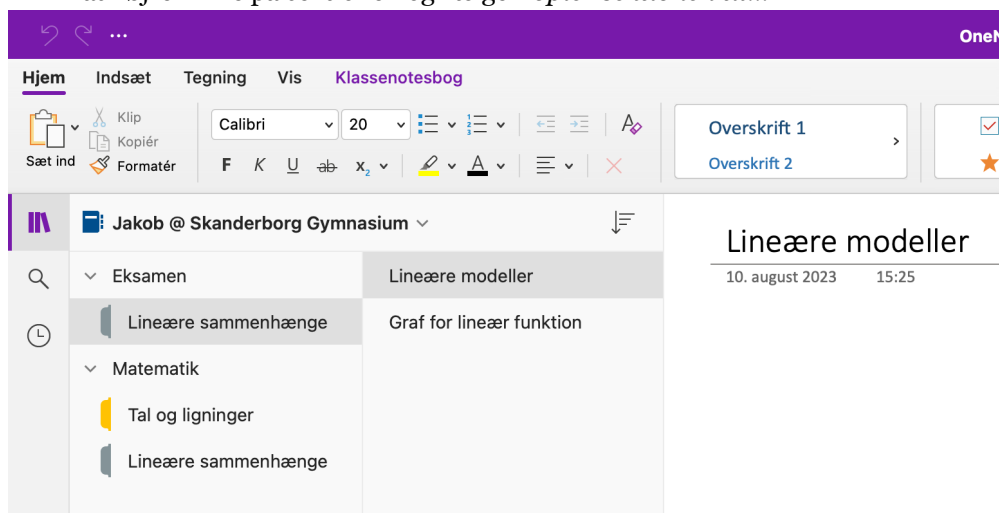 OneN
Hjem Indsæt Tegning Vis Klassenotesbog
Sæt ind
Klip
Kopiér
Formatér
Calibri 20
F K U ab x₂ A
Overskrift 1
Overskrift 2
Jakob @ Skanderborg Gymnasium
Eksamen
Lineære sammenhænge
Matematik
Tal og ligninger
Lineære sammenhænge
Lineære modeller
Graf for lineær funktion
Lineære modeller
10. august 2023 15:25